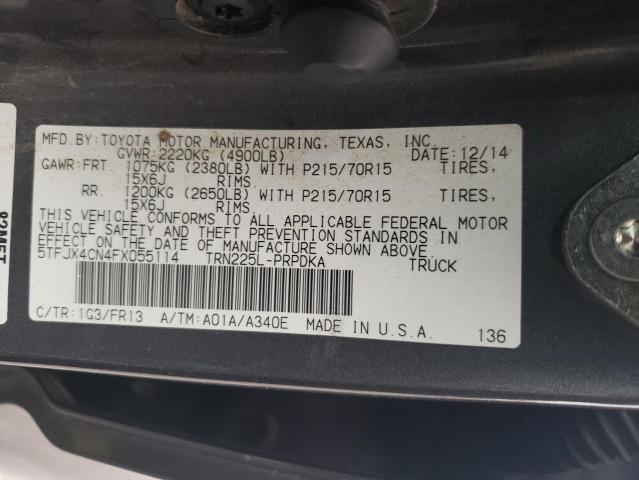 MFD.BY:TOYOTA MOTOR MANUFACTURING, TEXAS, INC.
GVWR:2220KG (4900LB) DATE:12/14
GAWR:FRT. 1075KG (2380LB) WITH P215/70R15 TIRES,
15X6J RIMS
RR. 1200KG (2650LB) WITH P215/70R15 TIRES,
15X6J RIMS
THIS VEHICLE CONFORMS TO ALL APPLICABLE FEDERAL MOTOR
VEHICLE SAFETY AND THEFT PREVENTION STANDARDS IN
EFFECT ON THE DATE OF MANUFACTURE SHOWN ABOVE.
5TFJX4CN4FX055114 TRN225L-PRPDKA TRUCK
C/TR:1G3/FR13 A/TM:A01A/A340E MADE IN U.S.A. 136